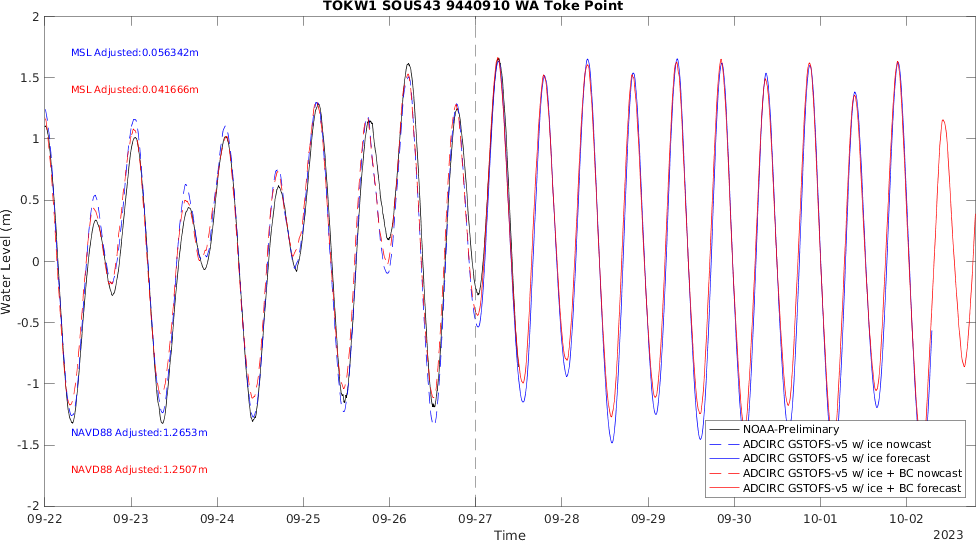 TOKW1 SOUS43 9440910 WA Toke Point
MSL Adjusted:0.056342m
MSL Adjusted:0.041666m
NAVD88 Adjusted:1.2653m
NAVD88 Adjusted:1.2507m
Water Level (m)
2
1.5
1
0.5
0
-0.5
-1
-1.5
-2
NOAA-Preliminary
ADCIRC GSTOFS-v5 w/ ice nowcast
ADCIRC GSTOFS-v5 w/ ice forecast
ADCIRC GSTOFS-v5 w/ ice + BC nowcast
ADCIRC GSTOFS-v5 w/ ice + BC forecast
09-22 09-23 09-24 09-25 09-26 09-27 09-28 09-29 09-30 10-01 10-02
Time
2023